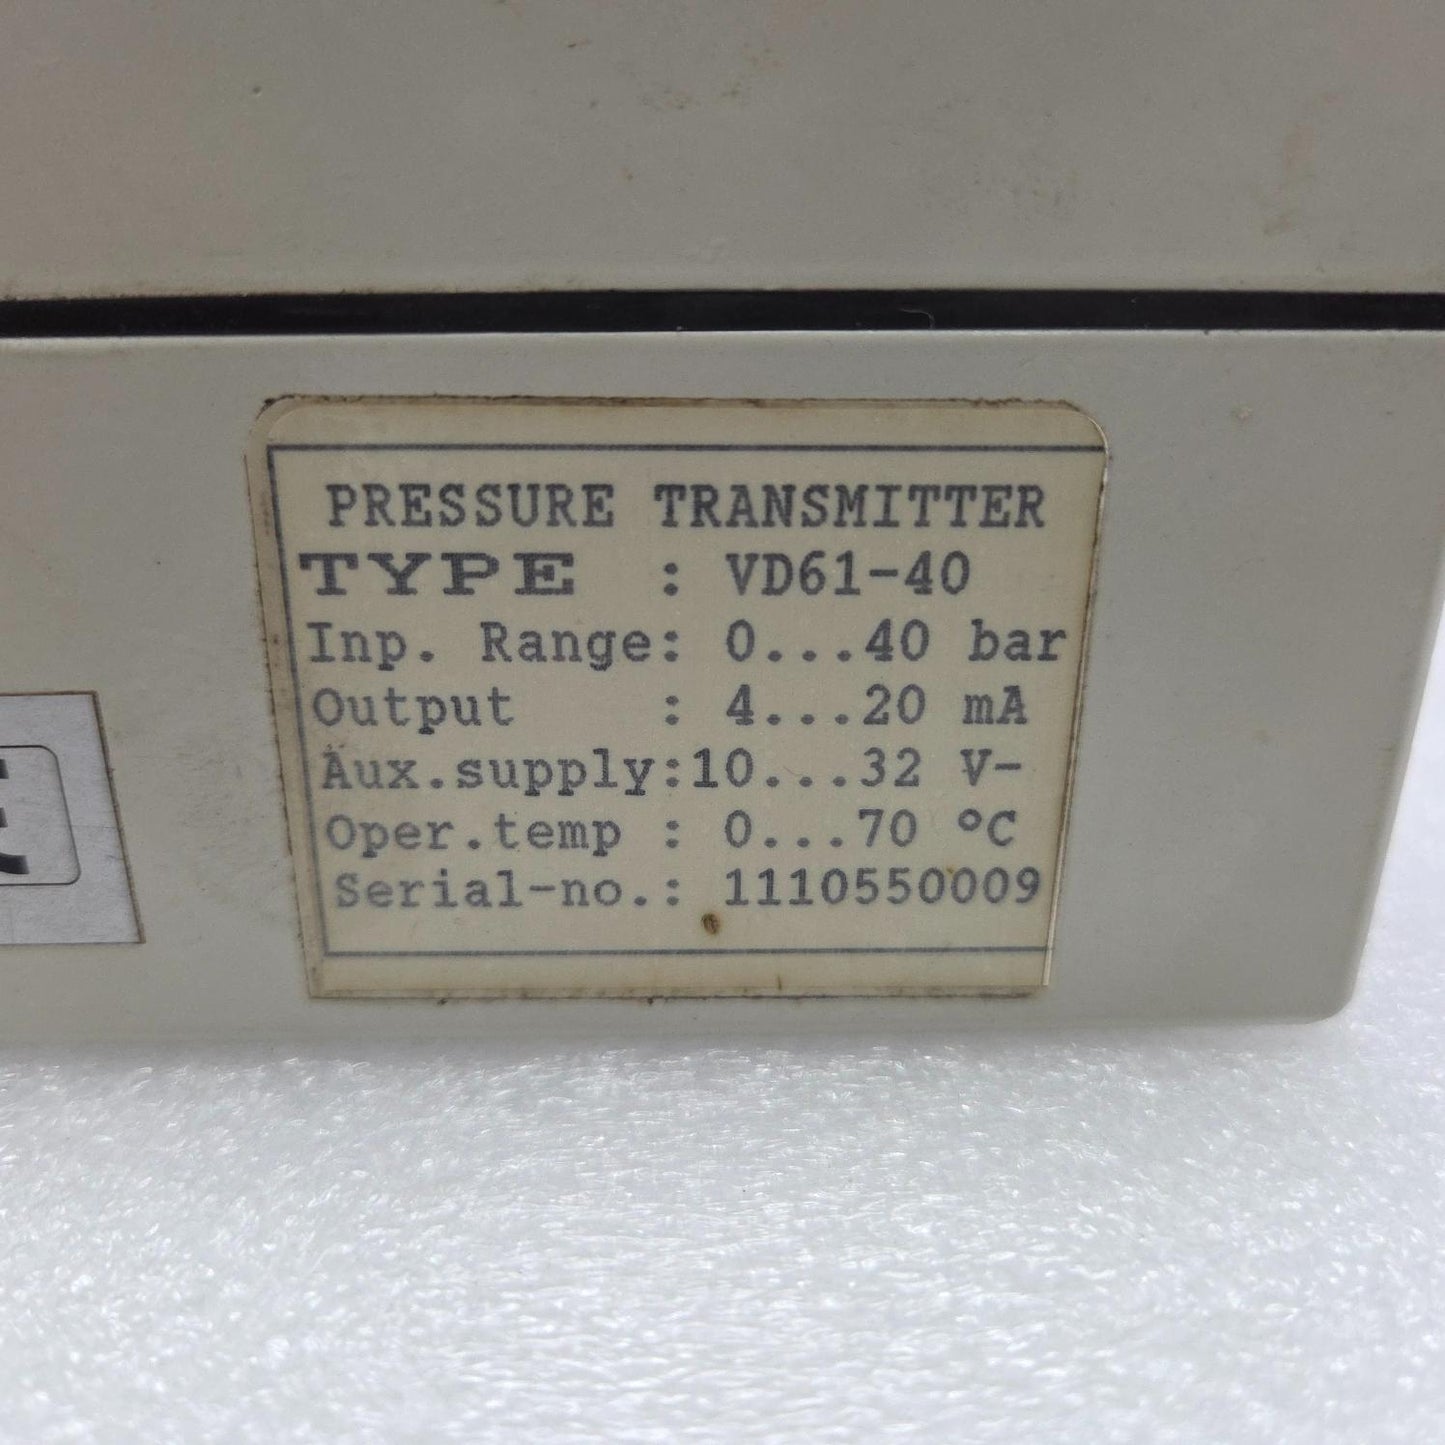 PRESSURE TRANSMITTER
TYPE : VD61-40
Inp. Range: 0...40 bar
Output : 4...20 mA
Aux.supply:10...32 V-
Oper.temp : 0...70 °C
Serial-no.: 1110550009